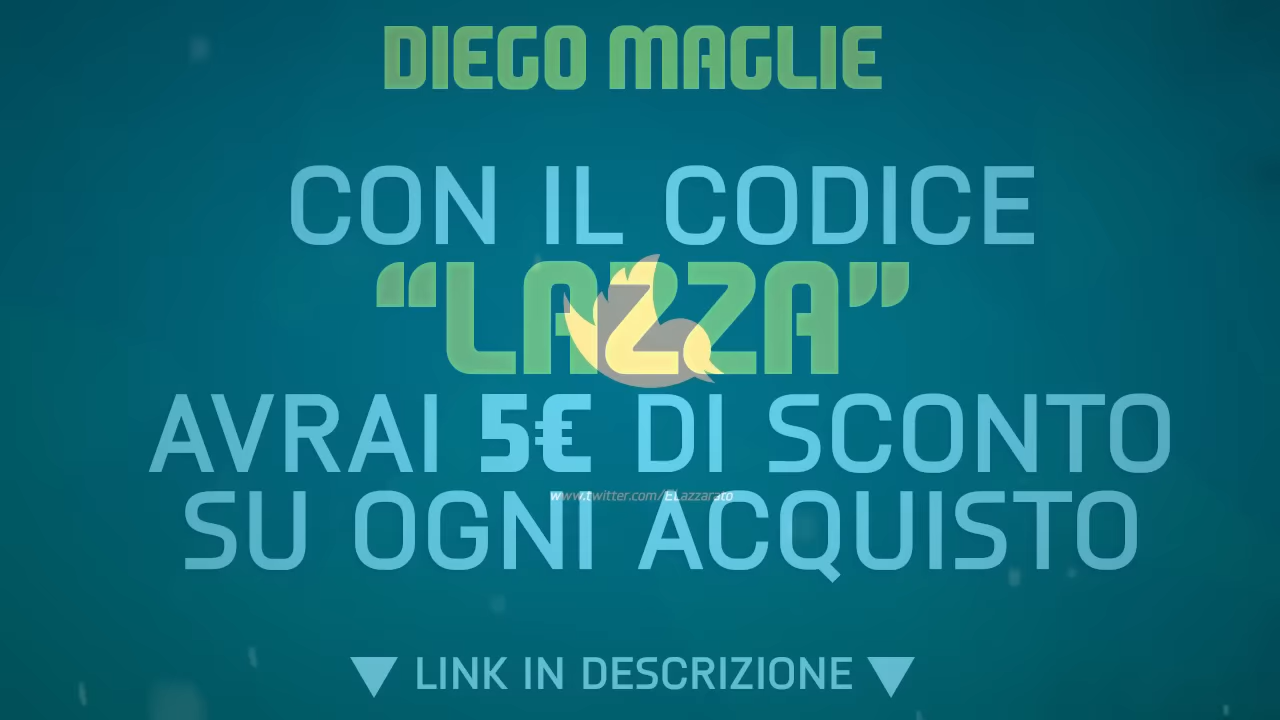 DIEGO MAGLIE
CON IL CODICE
“LAZZA”
AVRAI 5€ DI SCONTO
www.twitter.com/ELazzarato
SU OGNI ACQUISTO
▼ LINK IN DESCRIZIONE ▼